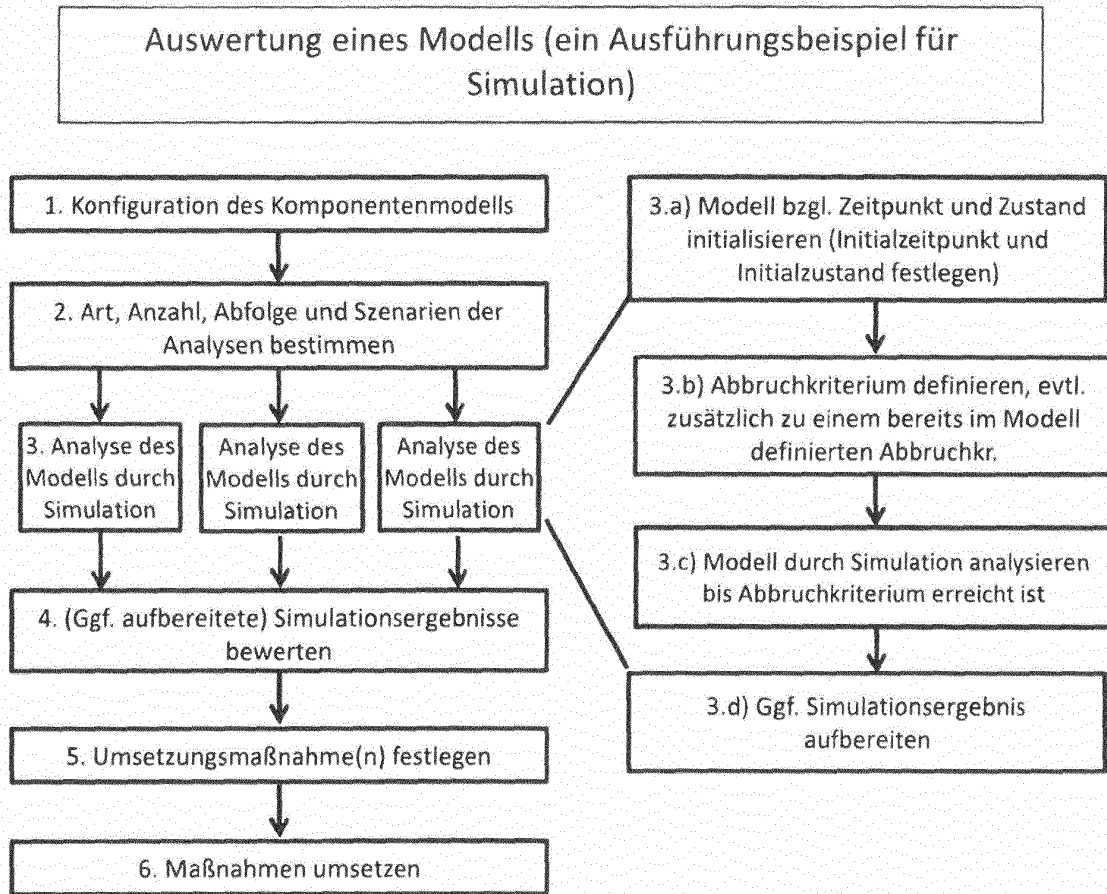 Auswertung eines Modells (ein Ausführungsbeispiel für
Simulation)
1. Konfiguration des Komponentenmodells
2. Art, Anzahl, Abfolge und Szenarien der
Analysen bestimmen
3. Analyse des
Modells durch
Simulation
Analyse des
Modells durch
Simulation
Analyse des
Modells durch
Simulation
4. (Ggf. aufbereitete) Simulationsergebnisse
bewerten
5. Umsetzungsmaßnahme(n) festlegen
6. Maßnahmen umsetzen
3.a) Modell bzgl. Zeitpunkt und Zustand
initialisieren (Initialzeitpunkt und
Initialzustand festlegen)
3.b) Abbruchkriterium definieren, evtl.
zusätzlich zu einem bereits im Modell
definierten Abbruchkr.
3.c) Modell durch Simulation analysieren
bis Abbruchkriterium erreicht ist
3.d) Ggf. Simulationsergebnis
aufbereiten